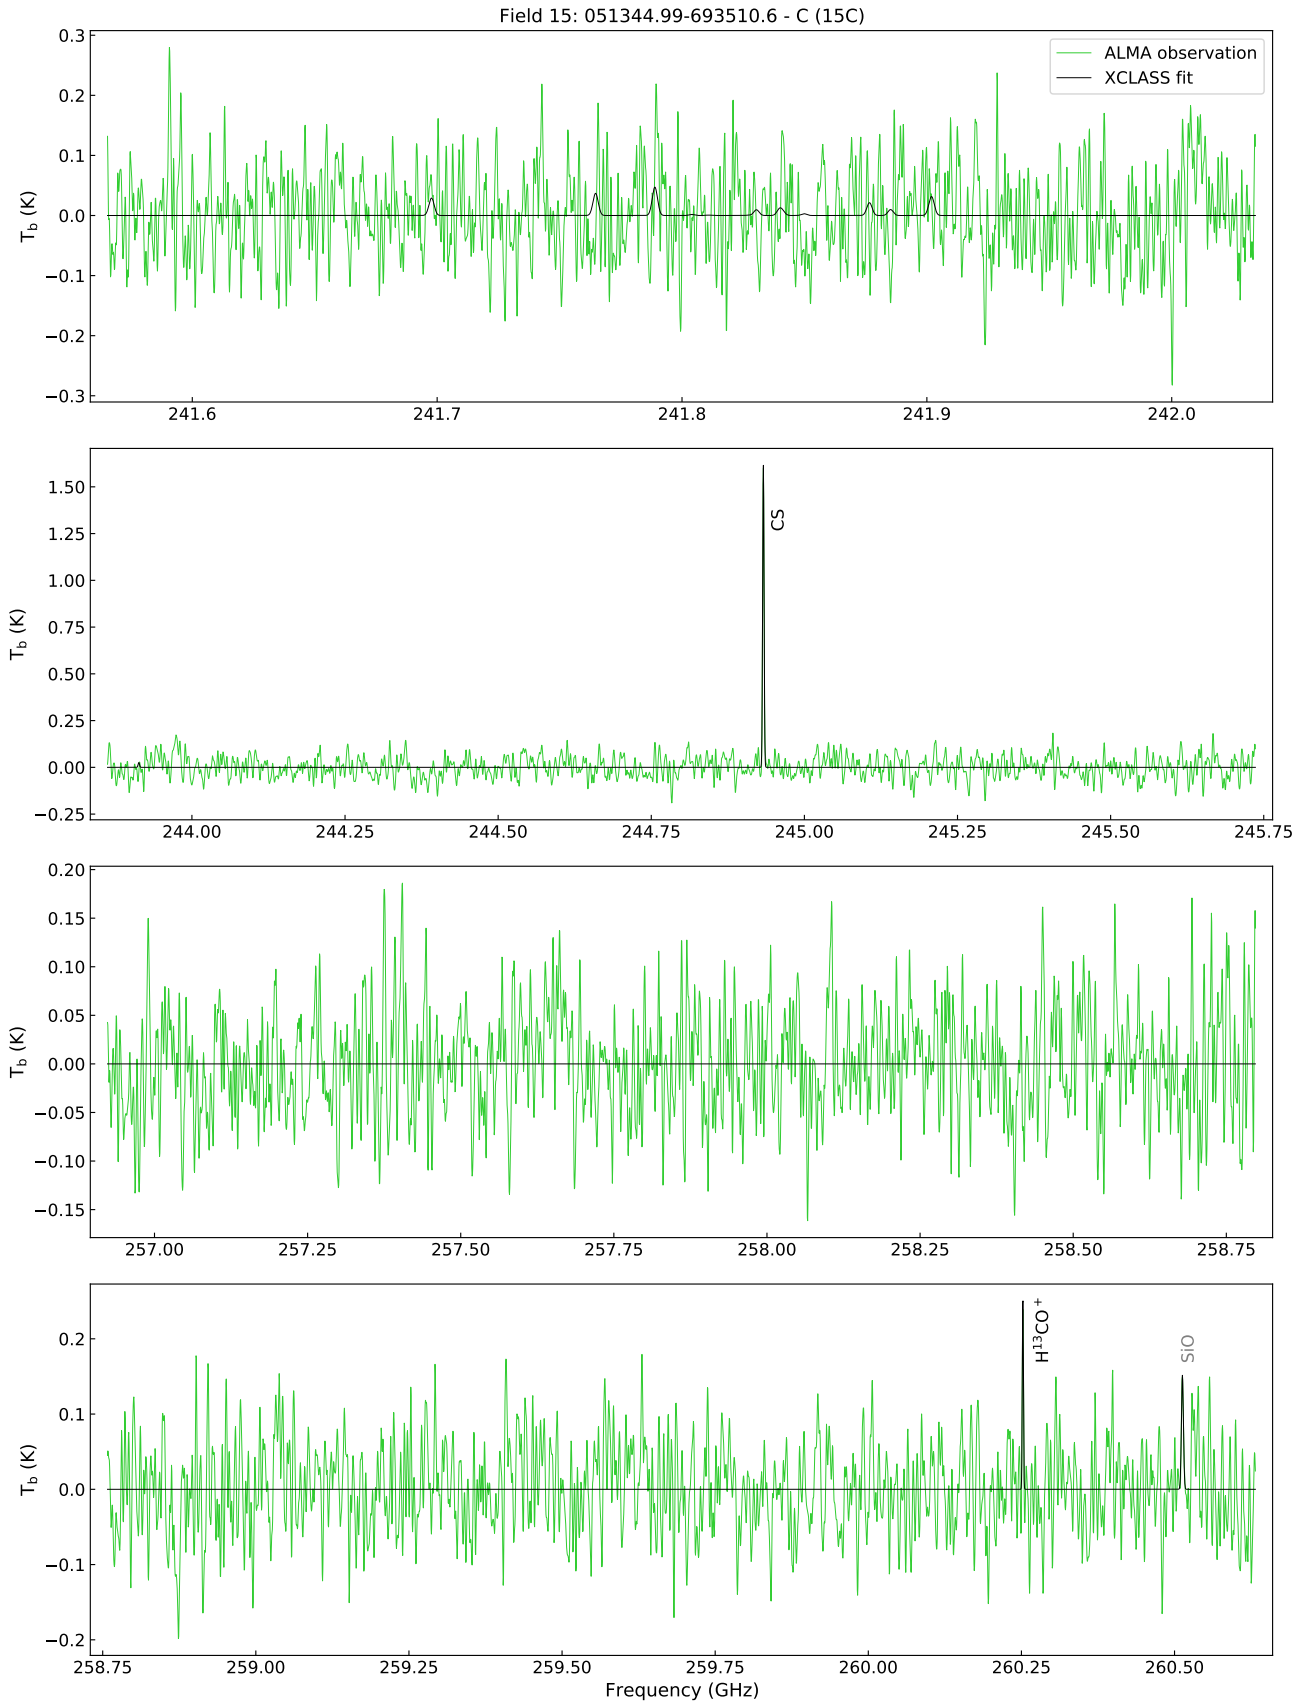 Field 15: 051344.99-693510.6 - C (15C)
ALMA observation
XCLASS fit
0.3
0.2
0.1
0.0
−0.1
−0.2
−0.3
T_b (K)
241.6 241.7 241.8 241.9 242.0
1.50
1.25
1.00
0.75
0.50
0.25
0.00
−0.25
T_b (K)
CS
244.00 244.25 244.50 244.75 245.00 245.25 245.50 245.75
0.20
0.15
0.10
0.05
0.00
−0.05
−0.10
−0.15
T_b (K)
257.00 257.25 257.50 257.75 258.00 258.25 258.50 258.75
0.2
0.1
0.0
−0.1
−0.2
T_b (K)
H¹³CO⁺
SiO
258.75 259.00 259.25 259.50 259.75 260.00 260.25 260.50
Frequency (GHz)